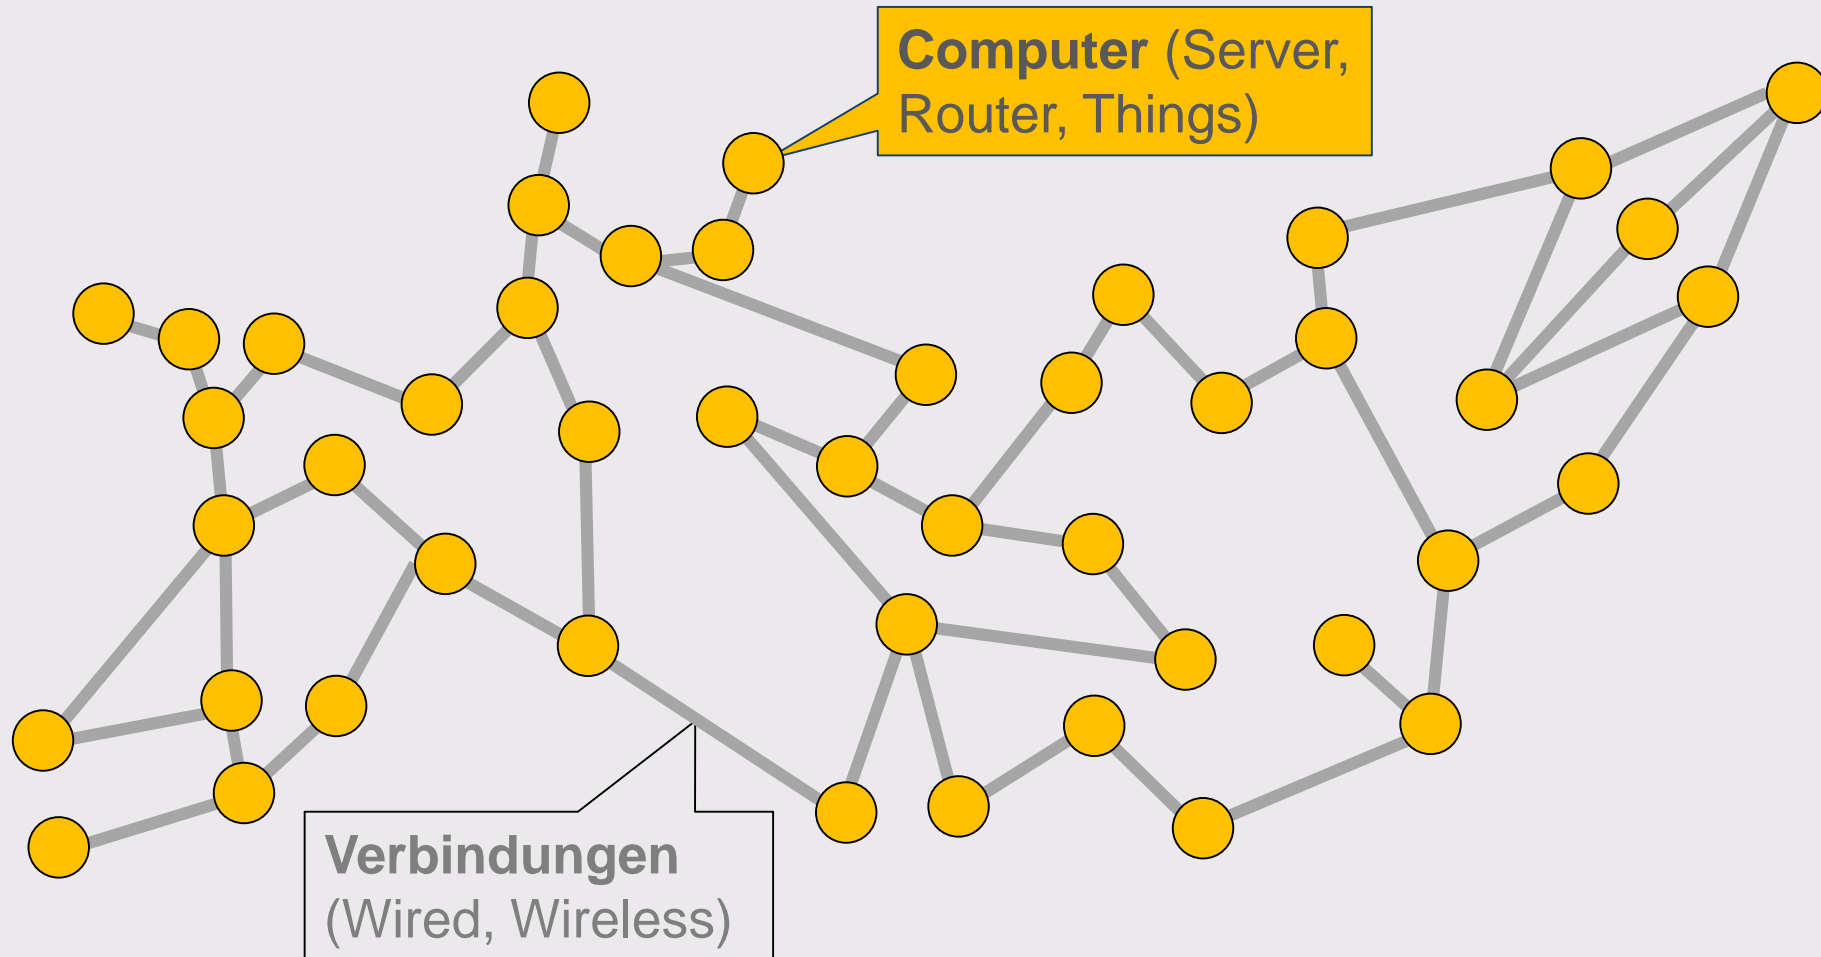 Computer (Server,
Router, Things)
Verbindungen
(Wired, Wireless)